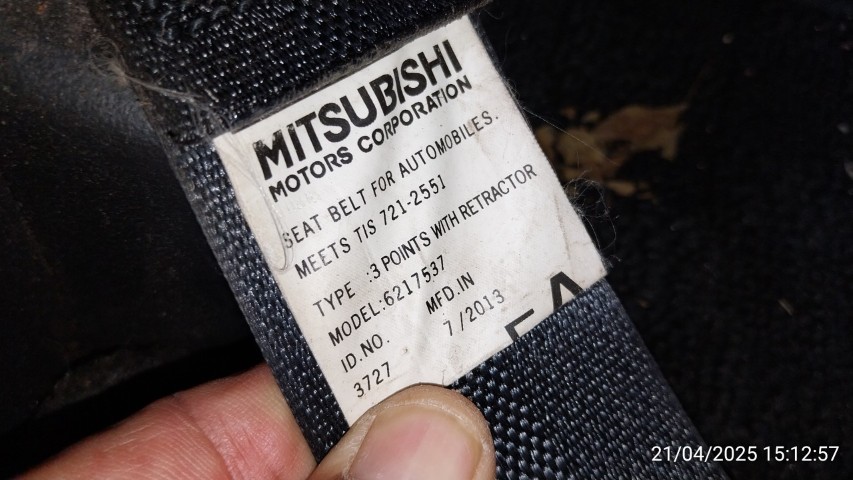 MITSUBISHI
MOTORS CORPORATION
SEAT BELT FOR AUTOMOBILES.
MEETS TIS 721-2551
TYPE :3 POINTS WITH RETRACTOR
MODEL:6217537
ID.NO. MFD.IN
3727 7/2013
21/04/2025 15:12:57